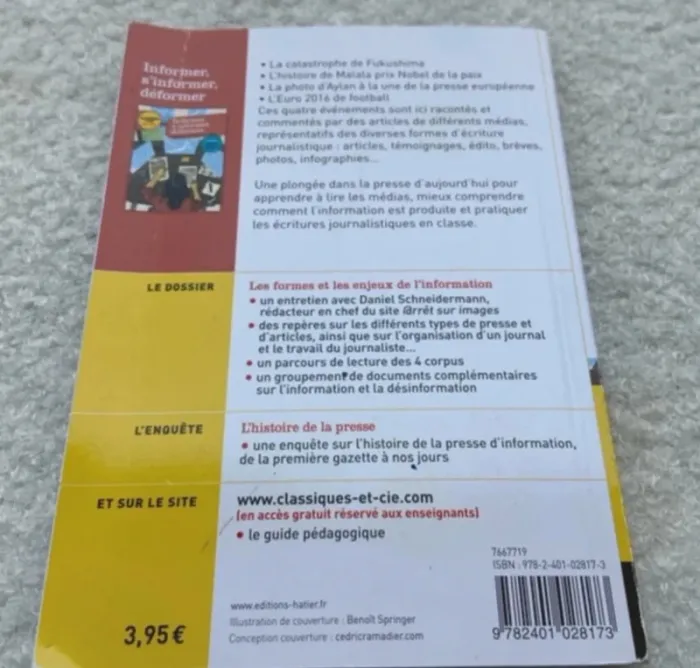 Informer,
s'informer,
déformer
• La catastrophe de Fukushima
• L'histoire de Malala prix Nobel de la paix
• La photo d'Aylan à la une de la presse européenne
• L'Euro 2016 de football
Ces quatre événements sont ici racontés et
commentés par des articles de différents médias,
représentatifs des diverses formes d'écriture
journalistique : articles, témoignages, édito, brèves,
photos, infographies...
Une plongée dans la presse d'aujourd'hui pour
apprendre à lire les médias, mieux comprendre
comment l'information est produite et pratiquer
les écritures journalistiques en classe.
LE DOSSIER
Les formes et les enjeux de l'information
• un entretien avec Daniel Schneidermann,
rédacteur en chef du site @rrêt sur images
• des repères sur les différents types de presse et
d'articles, ainsi que sur l'organisation d'un journal
et le travail du journaliste...
• un parcours de lecture des 4 corpus
• un groupement de documents complémentaires
sur l'information et la désinformation
L'ENQUÊTE
L'histoire de la presse
• une enquête sur l'histoire de la presse d'information,
de la première gazette à nos jours
ET SUR LE SITE
www.classiques-et-cie.com
(en accès gratuit réservé aux enseignants)
• le guide pédagogique
7667719
ISBN : 978-2-401-02817-3
www.editions-hatier.fr
Illustration de couverture : Benoît Springer
Conception couverture : cedricramadier.com
3,95 €
9 782401 028173